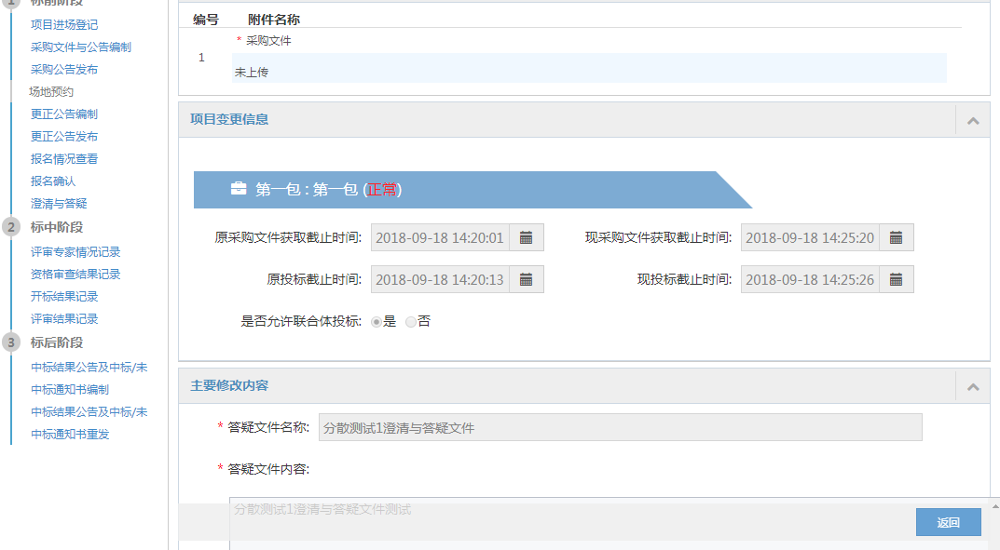 1 标前阶段
项目进场登记
采购文件与公告编制
采购公告发布
场地预约
更正公告编制
更正公告发布
报名情况查看
报名确认
澄清与答疑
2 标中阶段
评审专家情况记录
资格审查结果记录
开标结果记录
评审结果记录
3 标后阶段
中标结果公告及中标/未
中标通知书编制
中标结果公告及中标/未
中标通知书重发
编号 附件名称
* 采购文件
1
未上传
项目变更信息
第一包 : 第一包 (正常)
原采购文件获取截止时间: 2018-09-18 14:20:01 现采购文件获取截止时间: 2018-09-18 14:25:20
原投标截止时间: 2018-09-18 14:20:13 现投标截止时间: 2018-09-18 14:25:26
是否允许联合体投标: 是 否
主要修改内容
* 答疑文件名称: 分散测试1澄清与答疑文件
* 答疑文件内容:
分散测试1澄清与答疑文件测试
返回